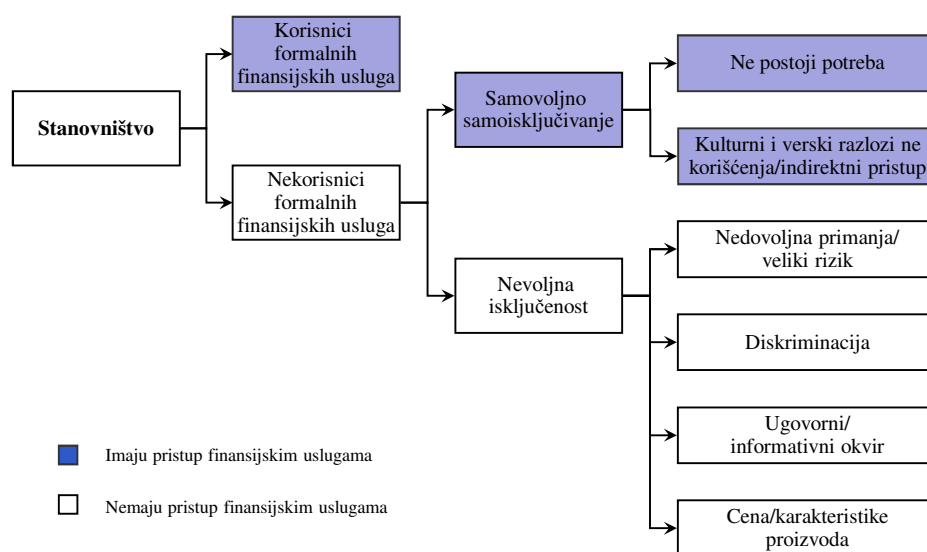 Korisnici
formalnih
finansijskih usluga
Stanovništvo
Nekorisnici
formalnih
finansijskih usluga
Samovoljno
samoisključivanje
Nevoljna
isključenost
Ne postoji potreba
Kulturni i verski razlozi ne
korišćenja/indirektni pristup
Nedovoljna primanja/
veliki rizik
Diskriminacija
Ugovorni/
informativni okvir
Cena/karakteristike
proizvoda
Imaju pristup finansijskim uslugama
Nemaju pristup finansijskim uslugama